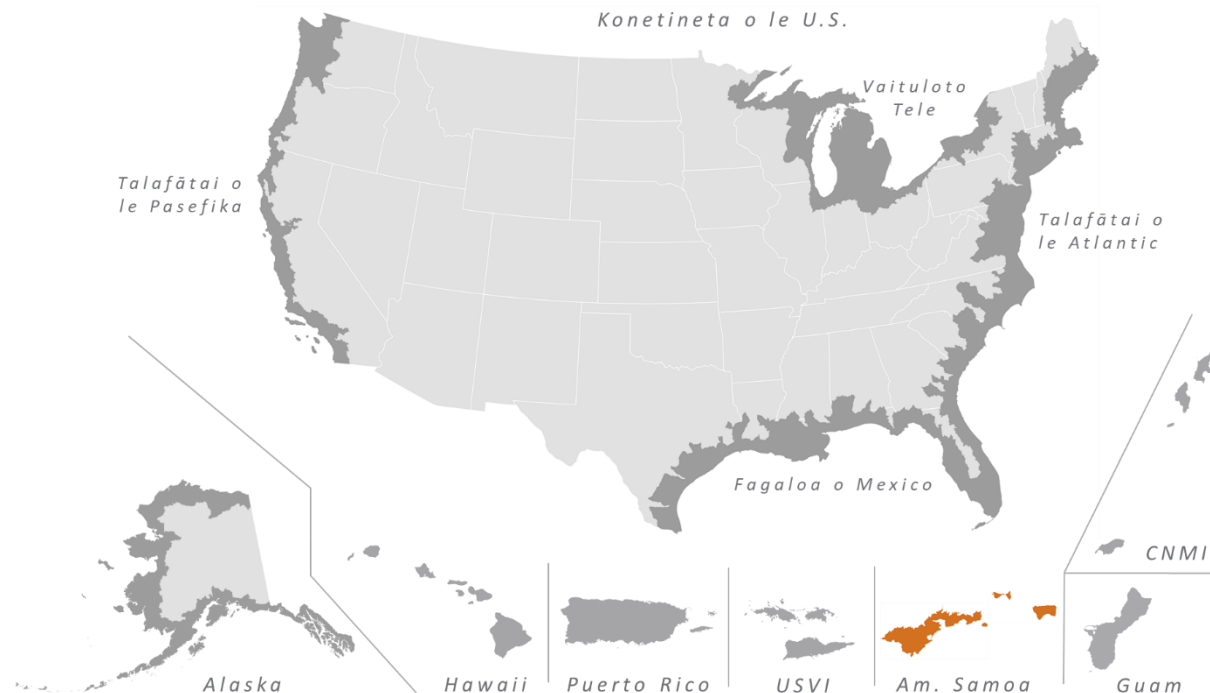 Konetineta o le U.S.
Vaituloto
Tele
Talafātai o
le Pasefika
Talafātai o
le Atlantic
Fagaloa o Mexico
CNMI
Alaska
Hawaii
Puerto Rico
USVI
Am. Samoa
Guam